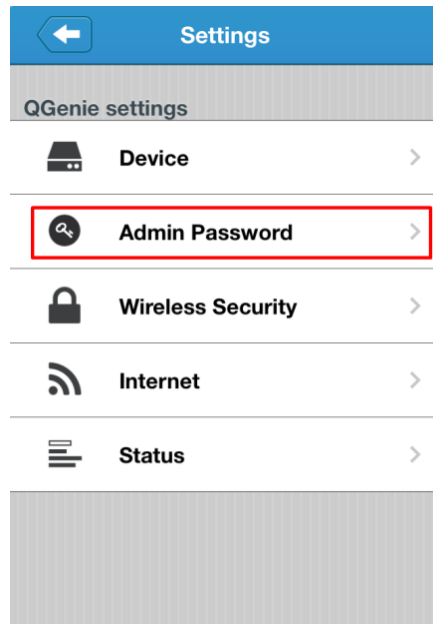 Settings
QGenie settings
Device
Admin Password
Wireless Security
Internet
Status